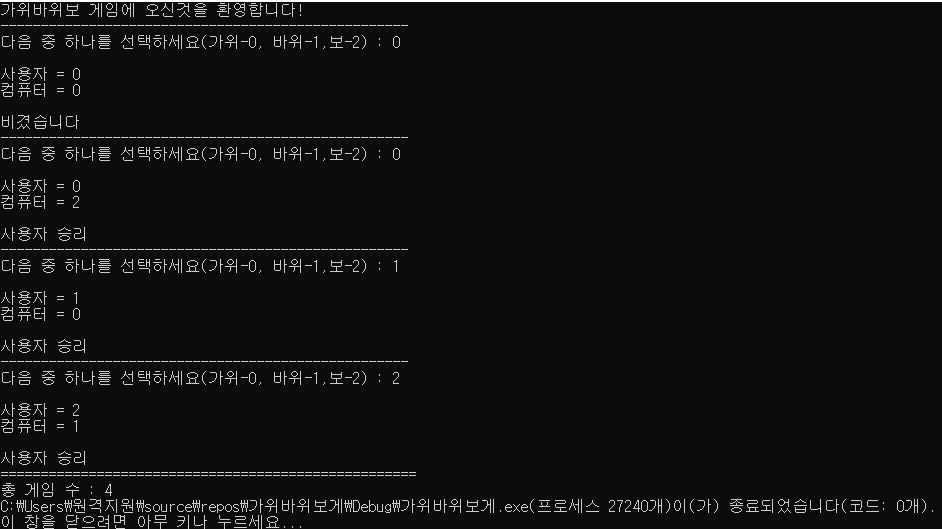 가위바위보 게임에 오신것을 환영합니다!
---------------------------------------------------
다음 중 하나를 선택하세요(가위-0, 바위-1,보-2) : 0
사용자 = 0
컴퓨터 = 0
비겼습니다
---------------------------------------------------
다음 중 하나를 선택하세요(가위-0, 바위-1,보-2) : 0
사용자 = 0
컴퓨터 = 2
사용자 승리
---------------------------------------------------
다음 중 하나를 선택하세요(가위-0, 바위-1,보-2) : 1
사용자 = 1
컴퓨터 = 0
사용자 승리
---------------------------------------------------
다음 중 하나를 선택하세요(가위-0, 바위-1,보-2) : 2
사용자 = 2
컴퓨터 = 1
사용자 승리
====================================================
총 게임 수 : 4
C:₩Users₩원격지원₩source₩repos₩가위바위보게₩Debug₩가위바위보게.exe(프로세스 27240개)이(가) 종료되었습니다(코드: 0개).
이 창을 닫으려면 아무 키나 누르세요...